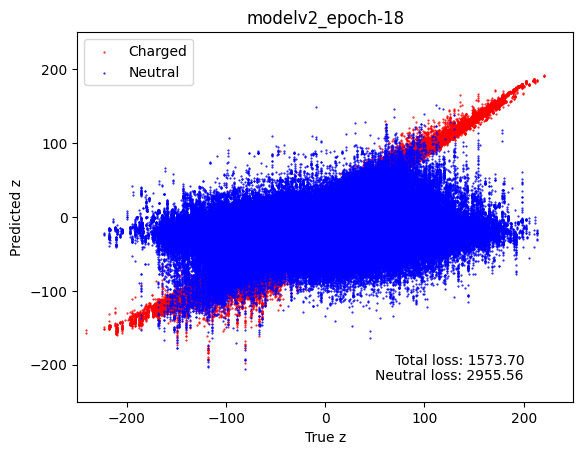 modelv2_epoch-18
Charged
Neutral
Predicted z
200
100
0
−100
−200
Total loss: 1573.70
Neutral loss: 2955.56
−200
−100
0
100
200
True z